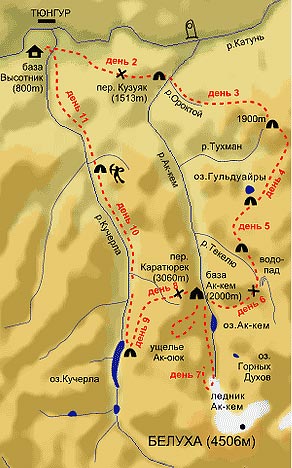 ТЮНГУР
р.Катунь
база
Высотник
(800м)
день 2
пер. Кузуяк
(1513м)
день 3
р.Ороктой
день 11
1900м
р.Тухман
оз.Гульдуайры
день 4
р.Ак-кем
р.Кучерла
день 10
день 5
р.Текелю
водо-
пад
пер.
Каратюрек
(3060м)
день 8
база
Ак-кем
(2000м)
день 6
день 9
ущелье
Ак-оюк
оз.Ак-кем
день 7
оз.
Горных
Духов
оз.Кучерла
ледник
Ак-кем
БЕЛУХА (4506м)